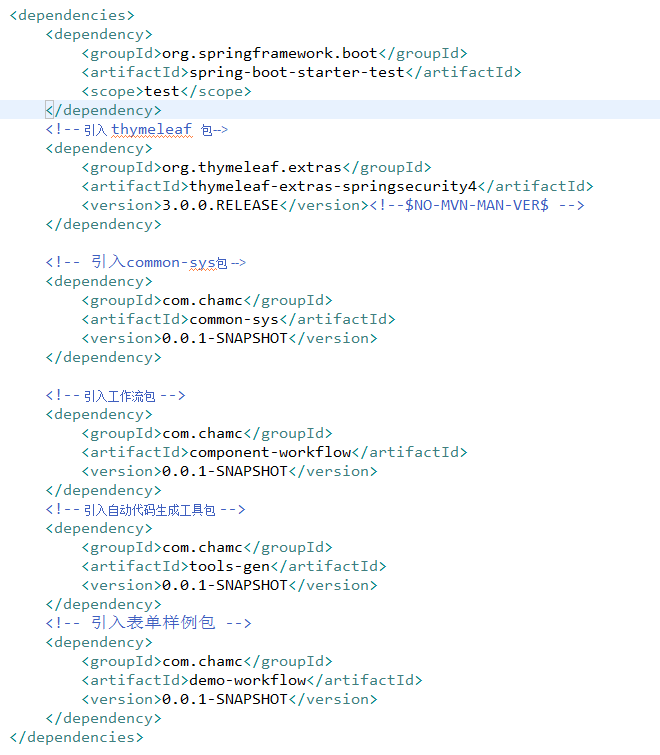 <dependencies>
    <dependency>
        <groupId>org.springframework.boot</groupId>
        <artifactId>spring-boot-starter-test</artifactId>
        <scope>test</scope>
    </dependency>
    <!-- 引入 thymeleaf 包-->
    <dependency>
        <groupId>org.thymeleaf.extras</groupId>
        <artifactId>thymeleaf-extras-springsecurity4</artifactId>
        <version>3.0.0.RELEASE</version><!--$NO-MVN-MAN-VER$ -->
    </dependency>

    <!-- 引入common-sys包 -->
    <dependency>
        <groupId>com.chamc</groupId>
        <artifactId>common-sys</artifactId>
        <version>0.0.1-SNAPSHOT</version>
    </dependency>

    <!-- 引入工作流包 -->
    <dependency>
        <groupId>com.chamc</groupId>
        <artifactId>component-workflow</artifactId>
        <version>0.0.1-SNAPSHOT</version>
    </dependency>
    <!-- 引入自动代码生成工具包 -->
    <dependency>
        <groupId>com.chamc</groupId>
        <artifactId>tools-gen</artifactId>
        <version>0.0.1-SNAPSHOT</version>
    </dependency>
    <!-- 引入表单样例包 -->
    <dependency>
        <groupId>com.chamc</groupId>
        <artifactId>demo-workflow</artifactId>
        <version>0.0.1-SNAPSHOT</version>
    </dependency>
</dependencies>